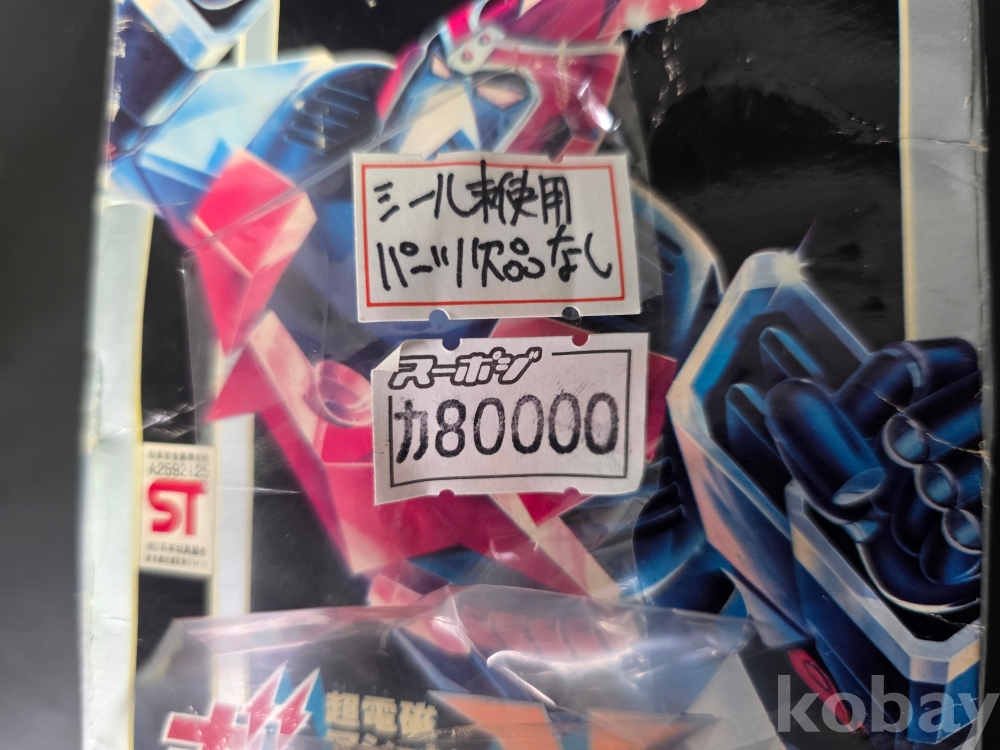 シール未使用
パーツ欠品なし
スーポジ
カ80000
A2592125
ST
超電磁
kobay